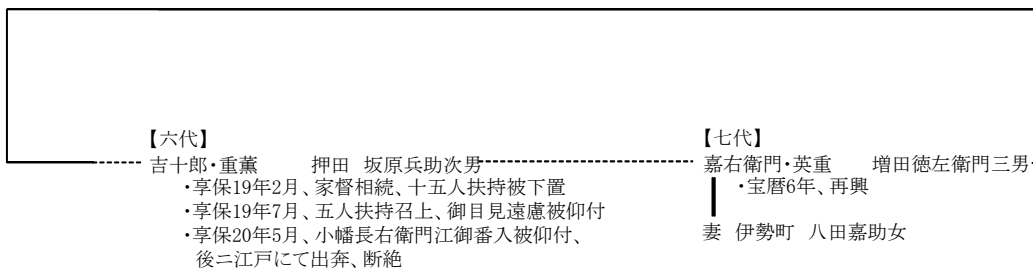 【六代】
吉十郎・重薫　　押田 坂原兵助次男
・享保19年2月、家督相続、十五人扶持被下置
・享保19年7月、五人扶持召上、御目見遠慮被仰付
・享保20年5月、小幡長右衛門江御番入被仰付、
後ニ江戸にて出奔、断絶
【七代】
嘉右衛門・英重　　増田徳左衛門三男
・宝暦6年、再興
妻 伊勢町 八田嘉助女